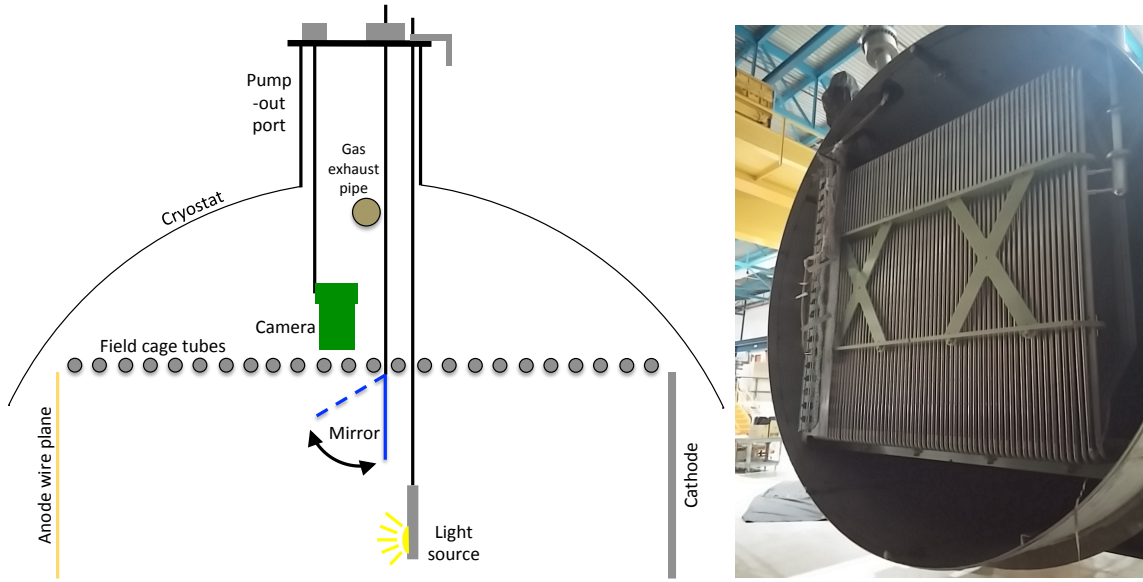 Pump
-out
port
Gas
exhaust
pipe
Cryostat
Camera
Field cage tubes
Mirror
Anode wire plane
Cathode
Light
source